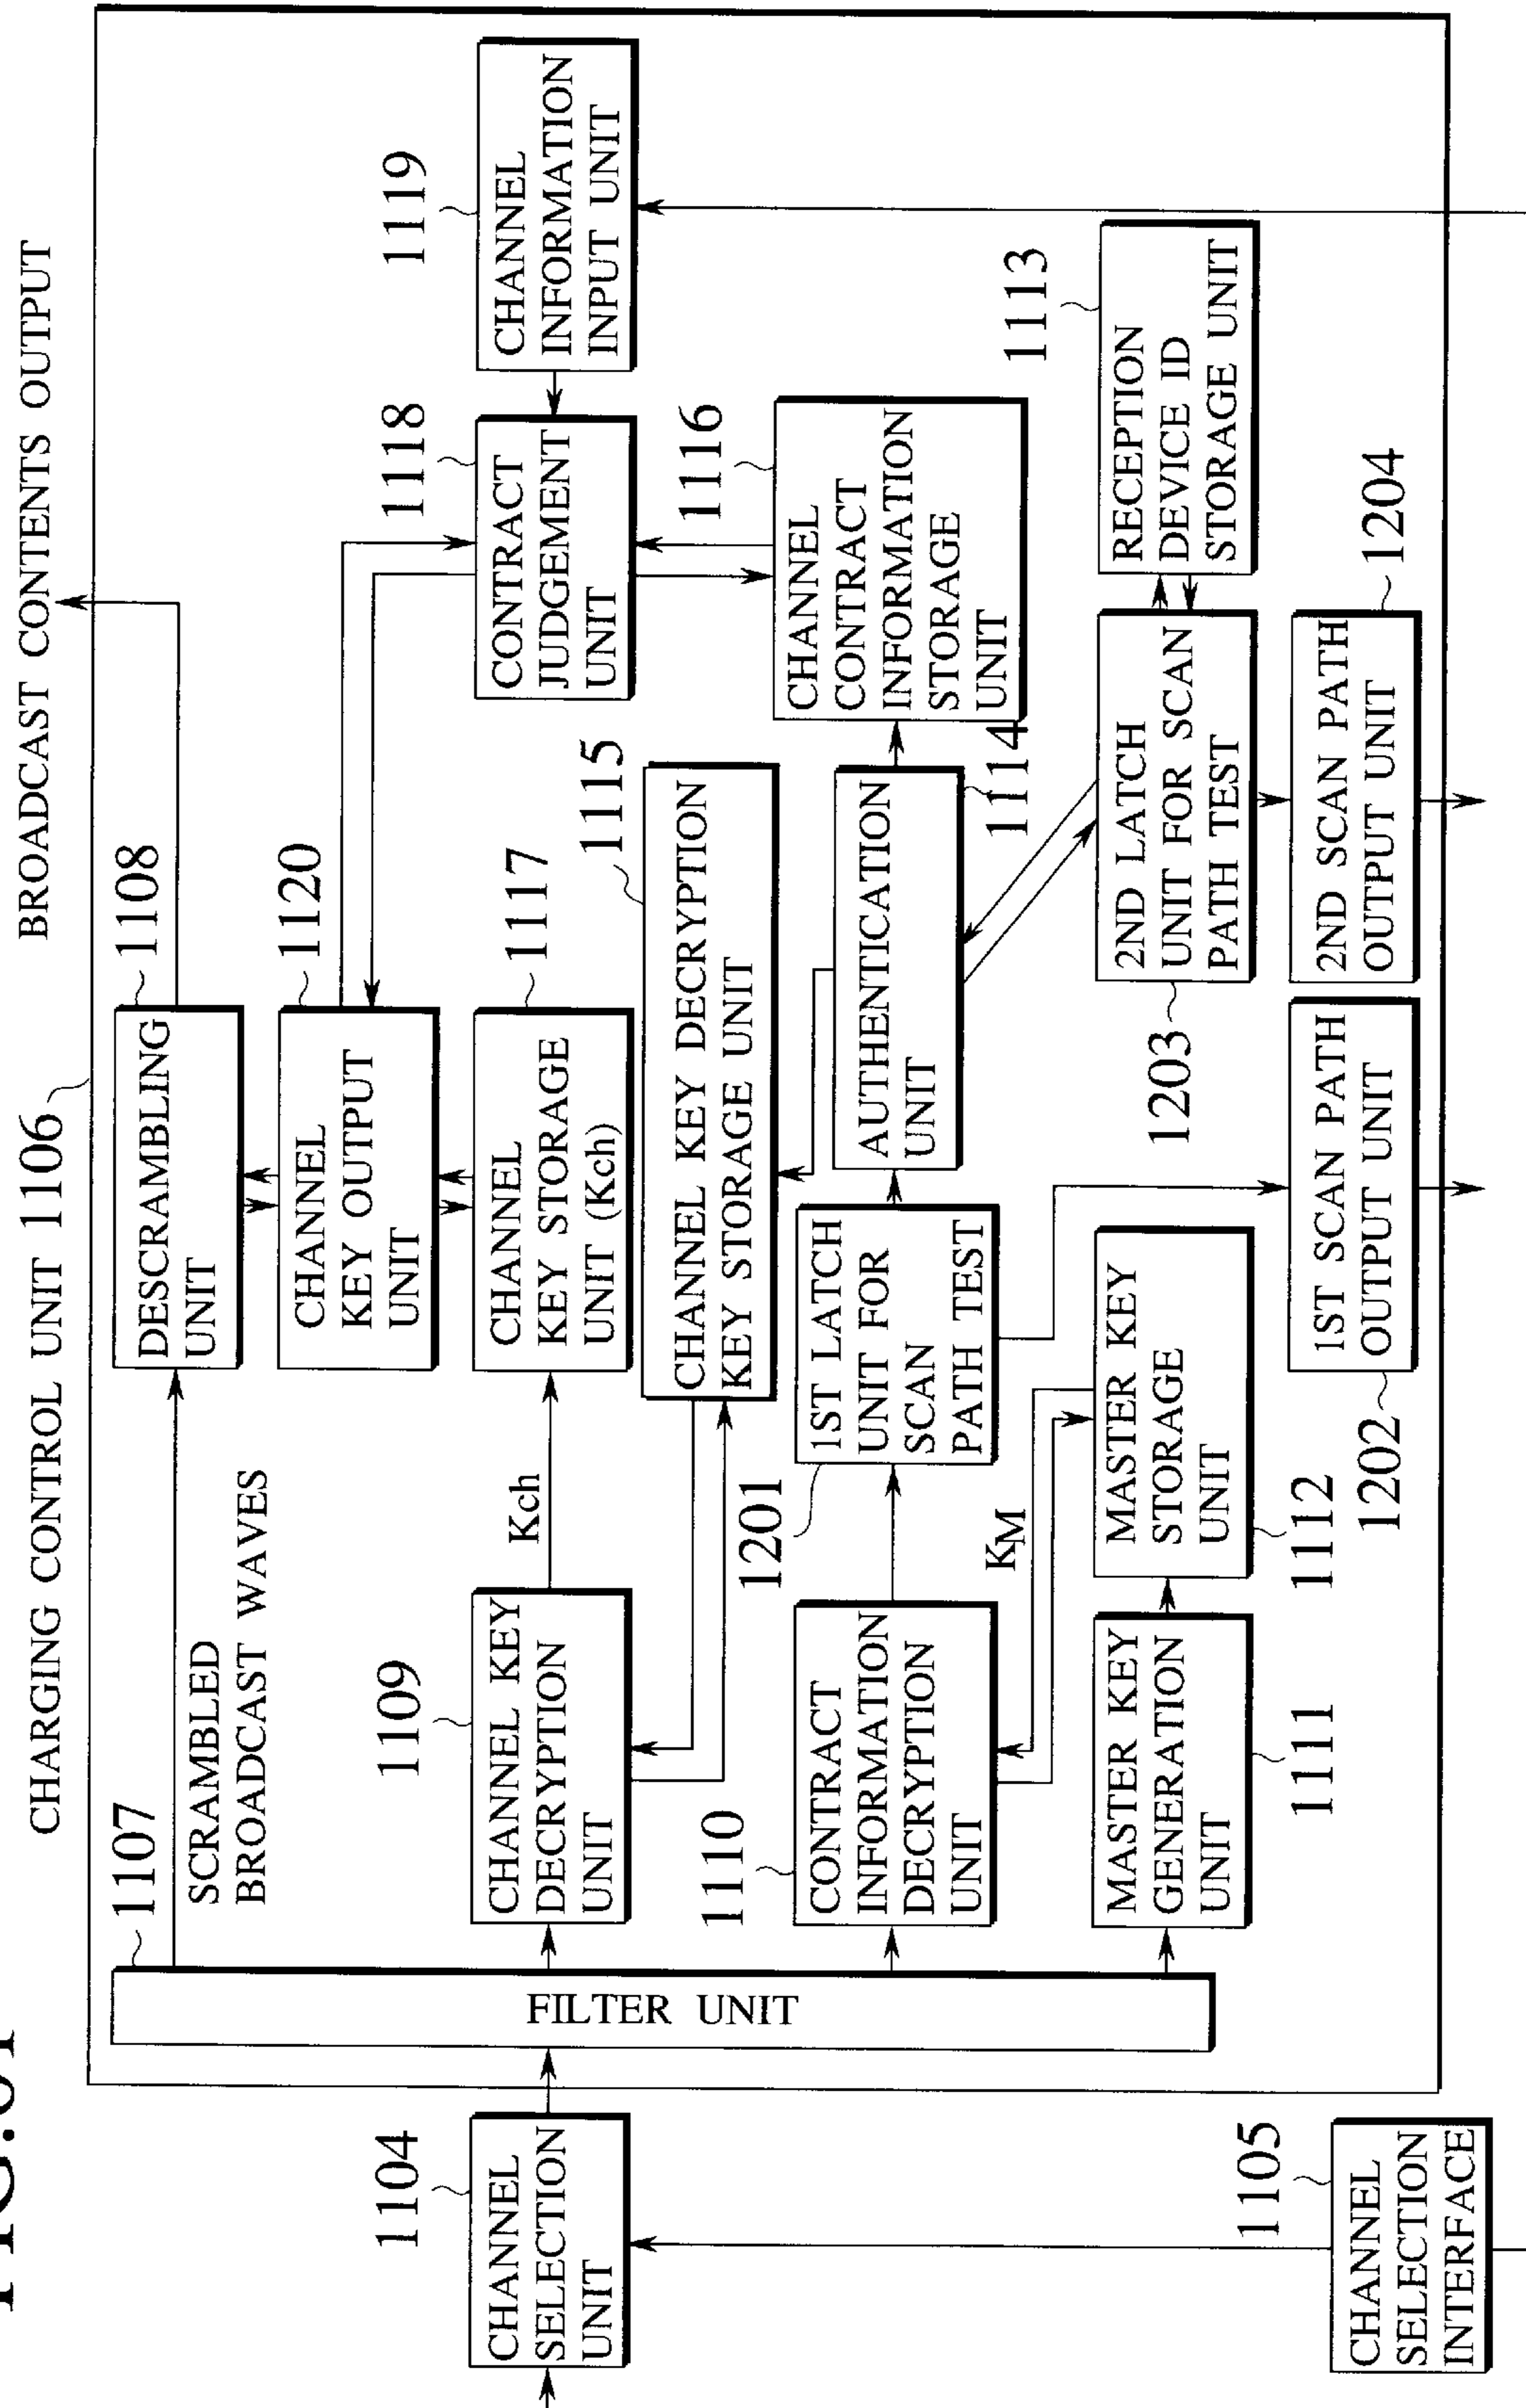 CHARGING CONTROL UNIT 1106
BROADCAST CONTENTS OUTPUT
1107
SCRAMBLED
BROADCAST WAVES
1108
DESCRAMBLING
UNIT
1120
CHANNEL
KEY OUTPUT
UNIT
1104
CHANNEL
SELECTION
UNIT
FILTER UNIT
1109
CHANNEL KEY
DECRYPTION
UNIT
Kch
1117
CHANNEL
KEY STORAGE
UNIT (Kch)
1118
CONTRACT
JUDGEMENT
UNIT
1119
CHANNEL
INFORMATION
INPUT UNIT
1115
CHANNEL KEY DECRYPTION
KEY STORAGE UNIT
1110
CONTRACT
INFORMATION
DECRYPTION
UNIT
1201
1ST LATCH
UNIT FOR
SCAN
PATH TEST
AUTHENTICATION
UNIT
1114
1116
CHANNEL
CONTRACT
INFORMATION
STORAGE
UNIT
KM
MASTER KEY
GENERATION
UNIT
1111
MASTER KEY
STORAGE
UNIT
1112
2ND LATCH
UNIT FOR SCAN
PATH TEST
1203
1113
RECEPTION
DEVICE ID
STORAGE UNIT
1105
CHANNEL
SELECTION
INTERFACE
1ST SCAN PATH
OUTPUT UNIT
1202
2ND SCAN PATH
OUTPUT UNIT
1204